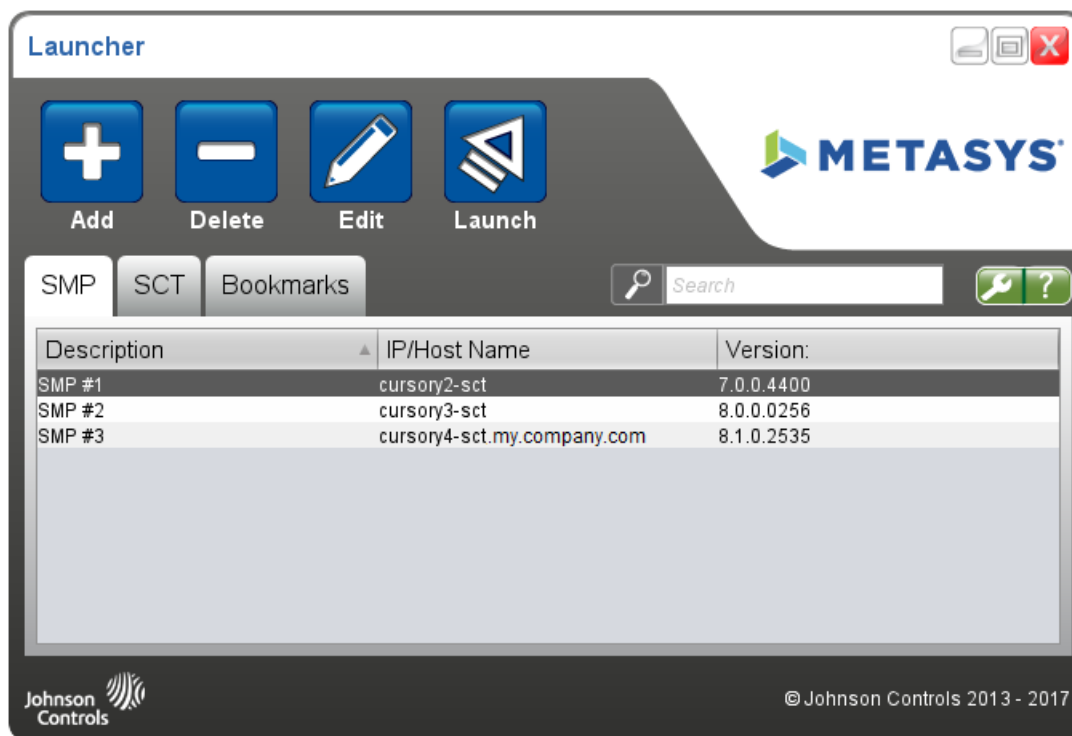 Launcher
METASYS
Add Delete Edit Launch
SMP SCT Bookmarks Search ?
Description IP/Host Name Version:
SMP #1 cursory2-sct 7.0.0.4400
SMP #2 cursory3-sct 8.0.0.0256
SMP #3 cursory4-sct.my.company.com 8.1.0.2535
Johnson
Controls
© Johnson Controls 2013 - 2017